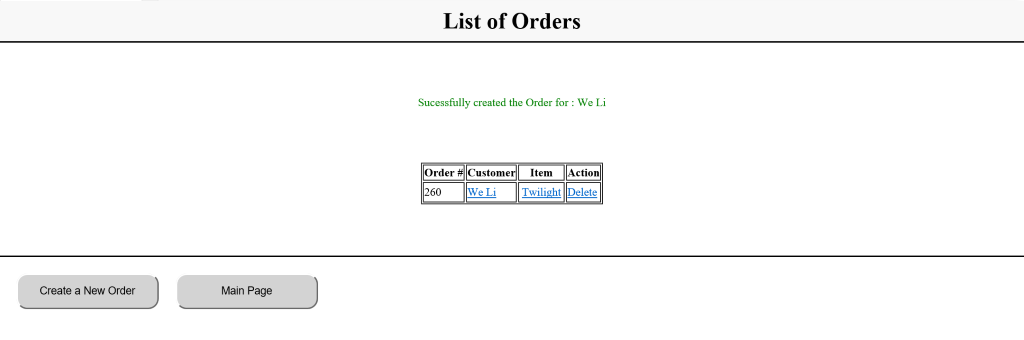 List of Orders
Sucessfully created the Order for : We Li
Order # Customer Item Action
260 We Li Twilight Delete
Create a New Order Main Page